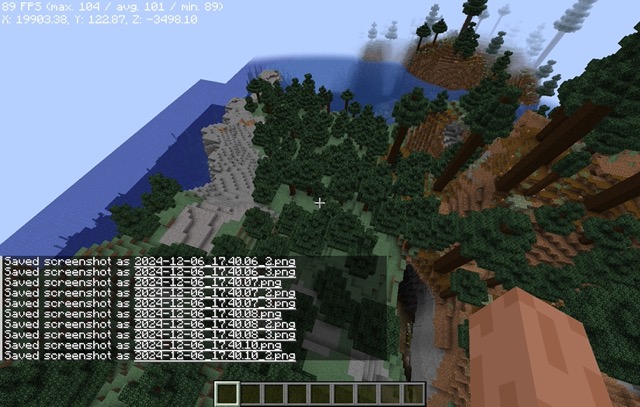 89 FPS (max. 104 / avg. 101 / min. 89)
X: 19903.38, Y: 122.87, Z: -3498.10
Saved screenshot as 2024-12-06_17.40.06_2.png
Saved screenshot as 2024-12-06_17.40.06_3.png
Saved screenshot as 2024-12-06_17.40.07.png
Saved screenshot as 2024-12-06_17.40.07_2.png
Saved screenshot as 2024-12-06_17.40.07_3.png
Saved screenshot as 2024-12-06_17.40.08.png
Saved screenshot as 2024-12-06_17.40.08_2.png
Saved screenshot as 2024-12-06_17.40.08_3.png
Saved screenshot as 2024-12-06_17.40.10.png
Saved screenshot as 2024-12-06_17.40.10_2.png